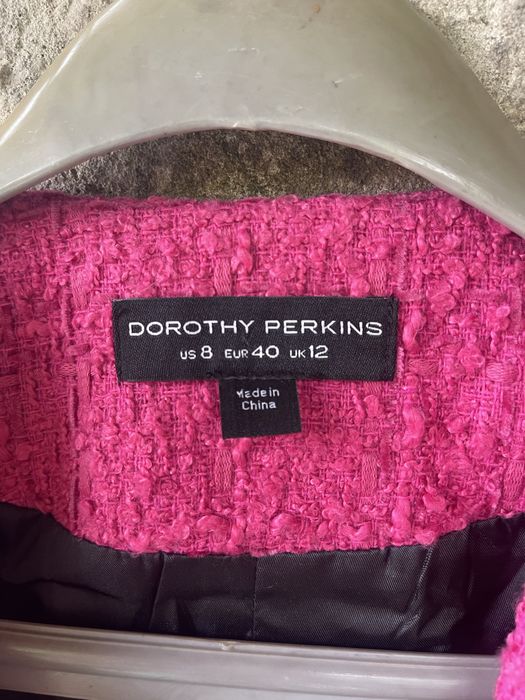 DOROTHY PERKINS
US 8 EUR 40 UK 12
Made in
China